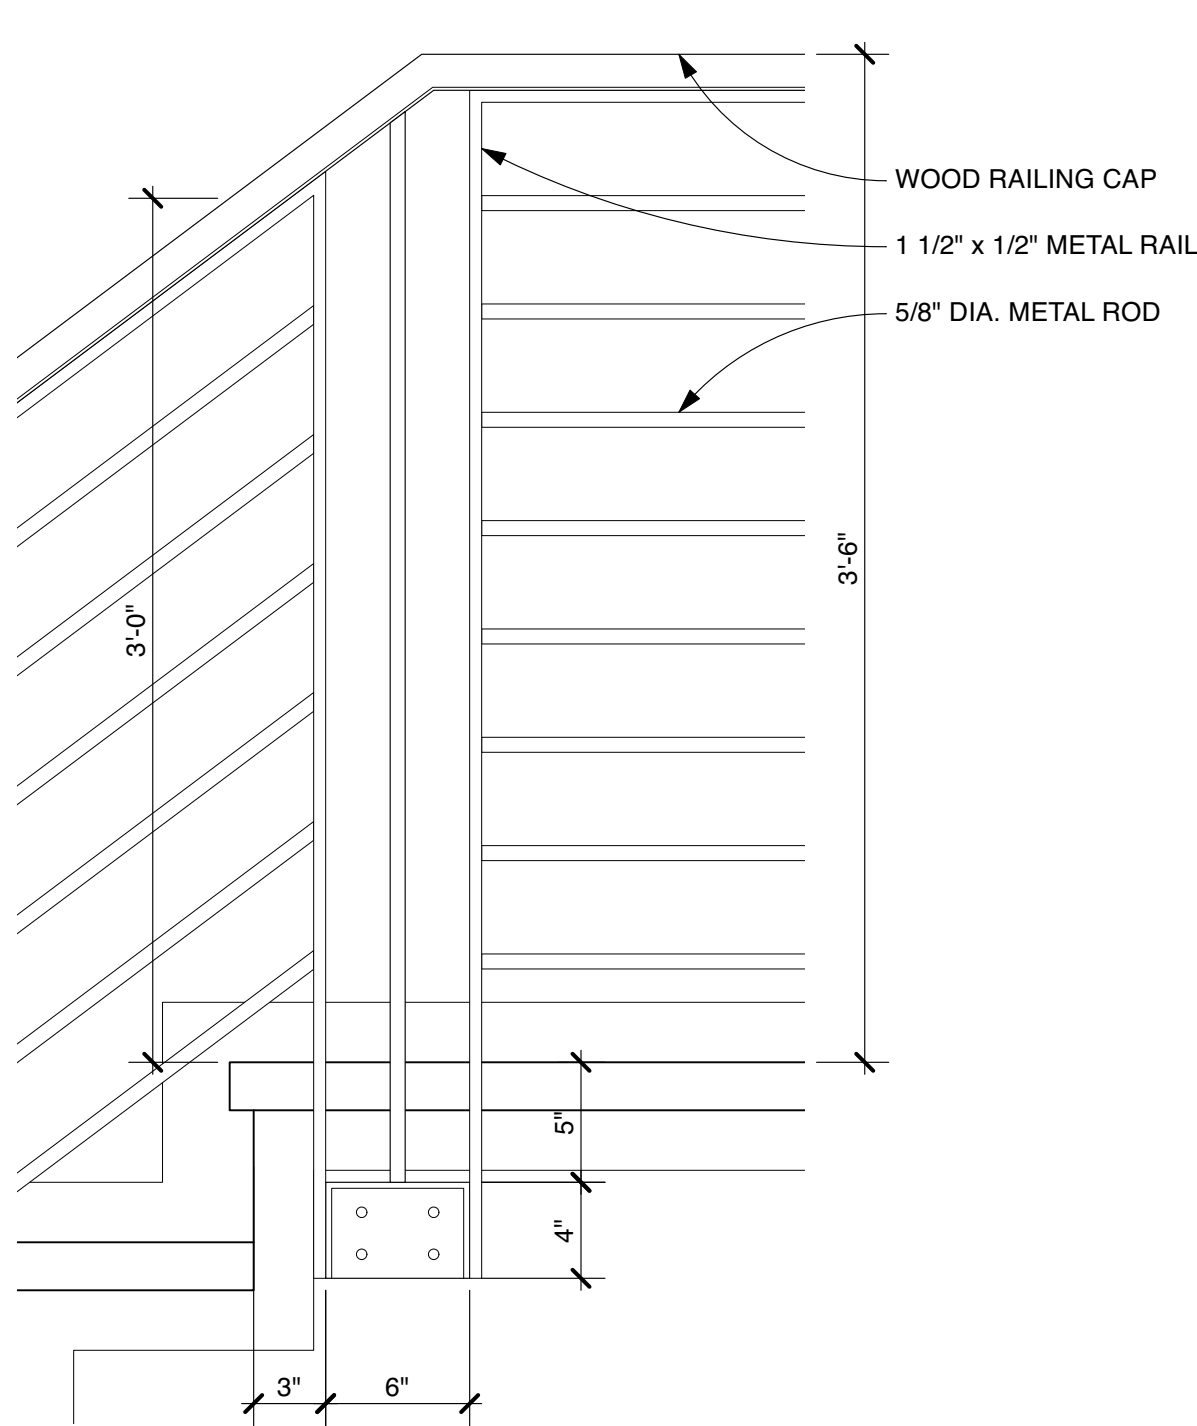 WOOD RAILING CAP
1 1/2" x 1/2" METAL RAIL
5/8" DIA. METAL ROD
3'-6"
3'-0"
5"
4"
3"
6"